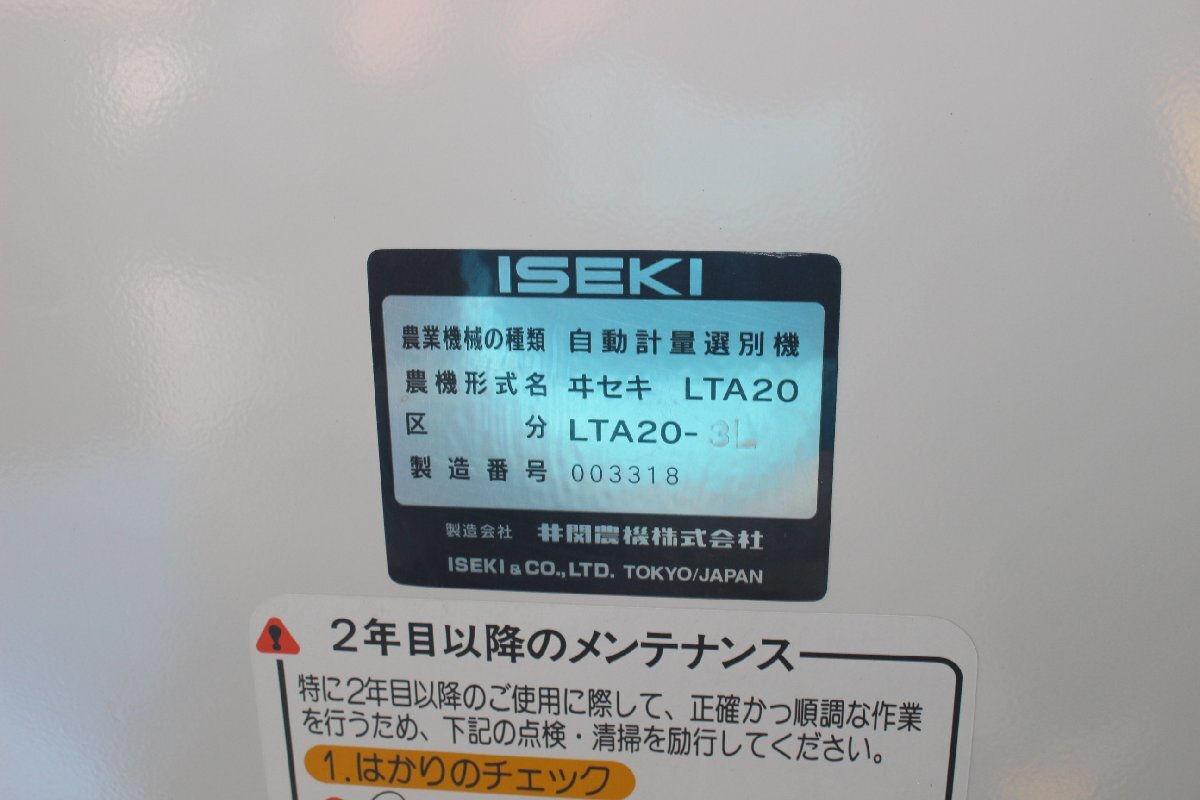 ISEKI
農業機械の種類 自動計量選別機
農機形式名 ヰセキ LTA20
区分 LTA20-3L
製造番号 003318
製造会社 井関農機株式会社
ISEKI & CO., LTD. TOKYO/JAPAN
2年目以降のメンテナンス
特に2年目以降のご使用に際して、正確かつ順調な作業
を行うため、下記の点検・清掃を励行してください。
1.はかりのチェック